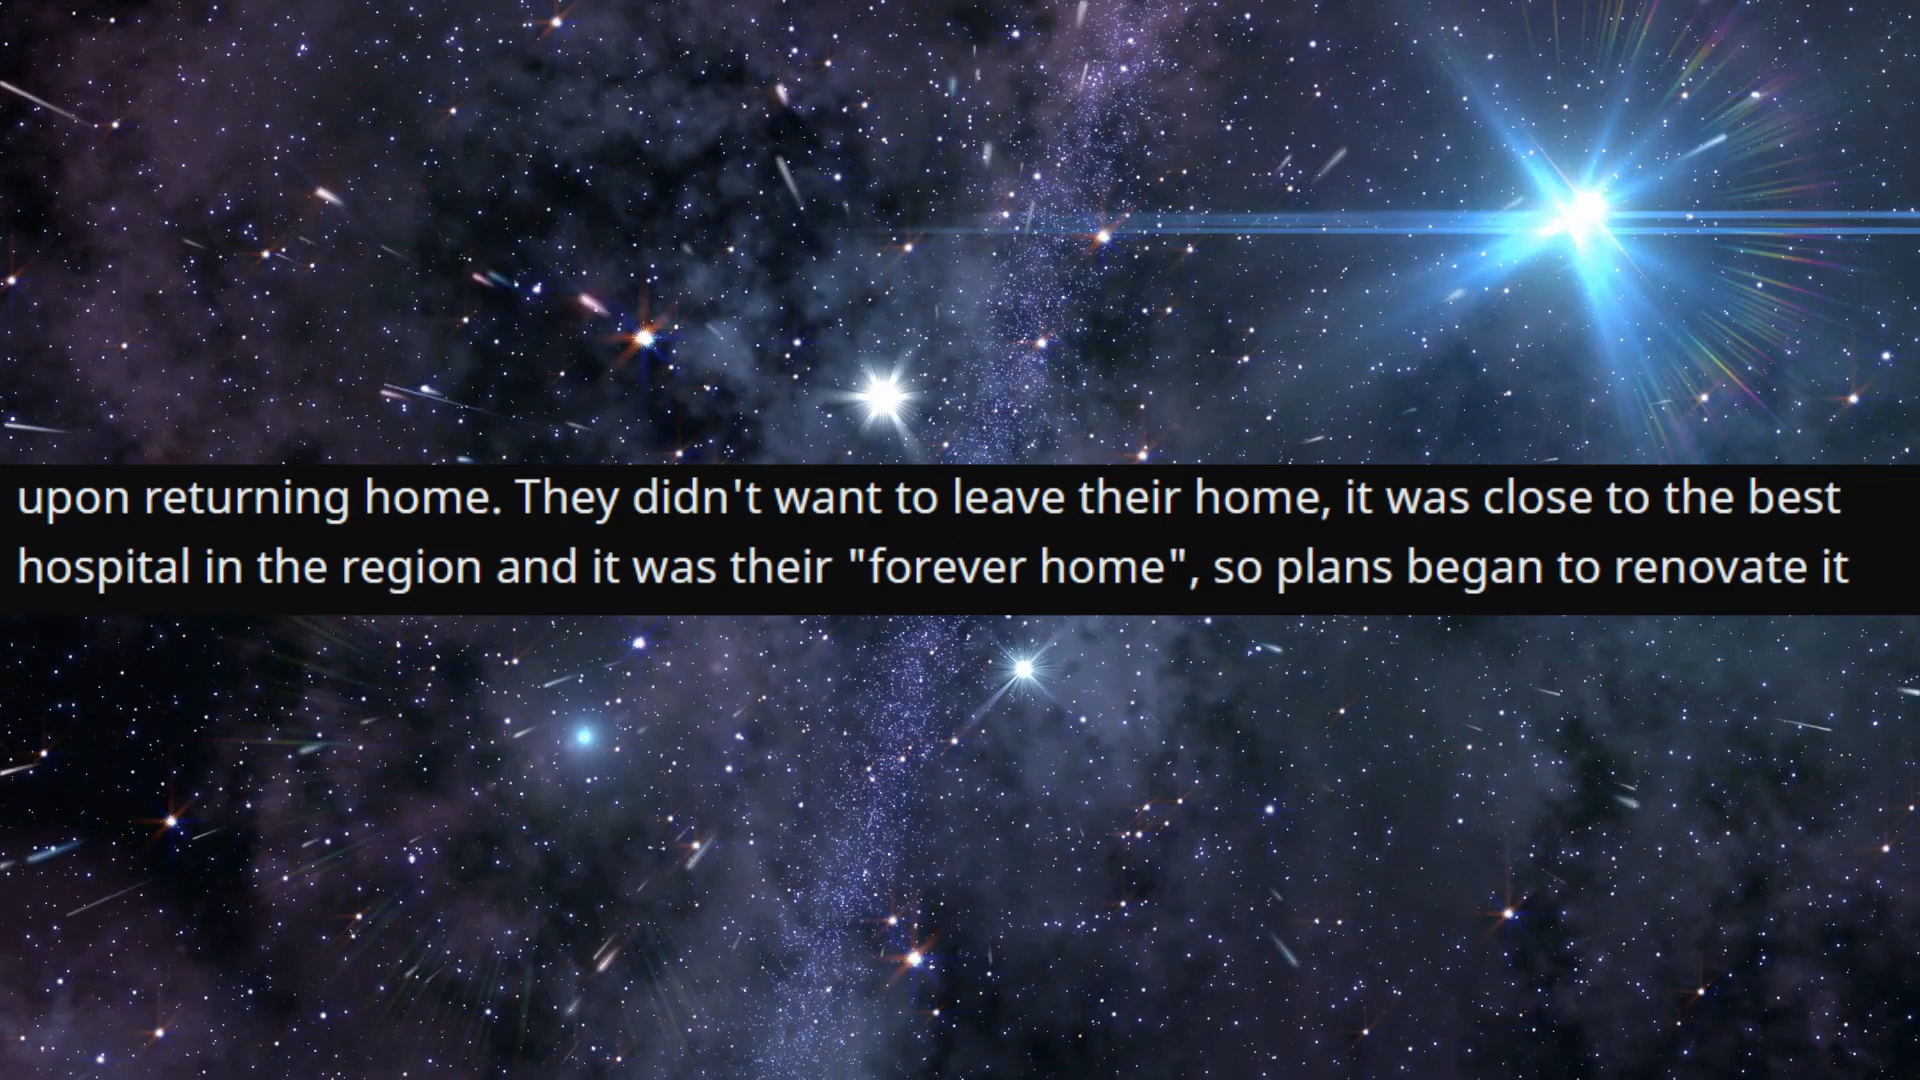 upon returning home. They didn't want to leave their home, it was close to the best
hospital in the region and it was their "forever home", so plans began to renovate it